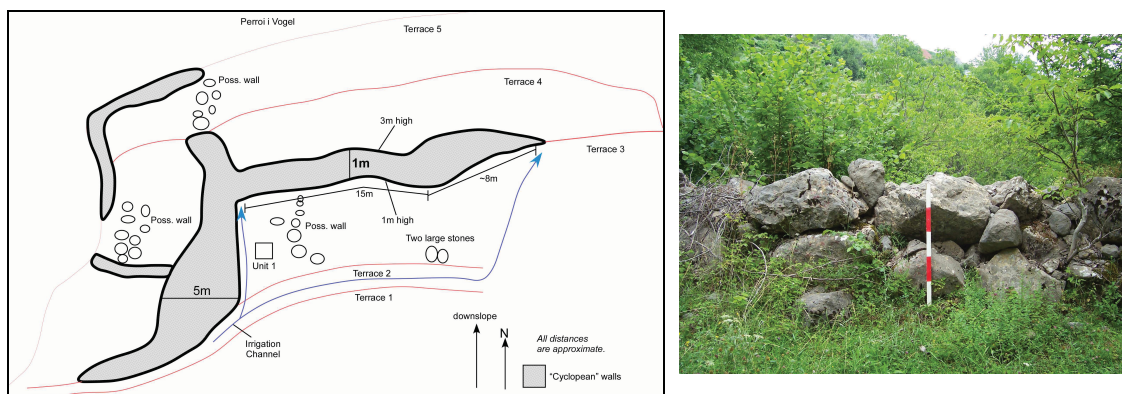 Perroi i Vogel
Terrace 5
Poss. wall
Terrace 4
3m high
Terrace 3
1m
~8m
15m
1m high
Poss. wall
Poss. wall
Two large stones
Unit 1
Terrace 2
5m
Terrace 1
Irrigation
Channel
downslope
N
All distances
are approximate.
"Cyclopean" walls